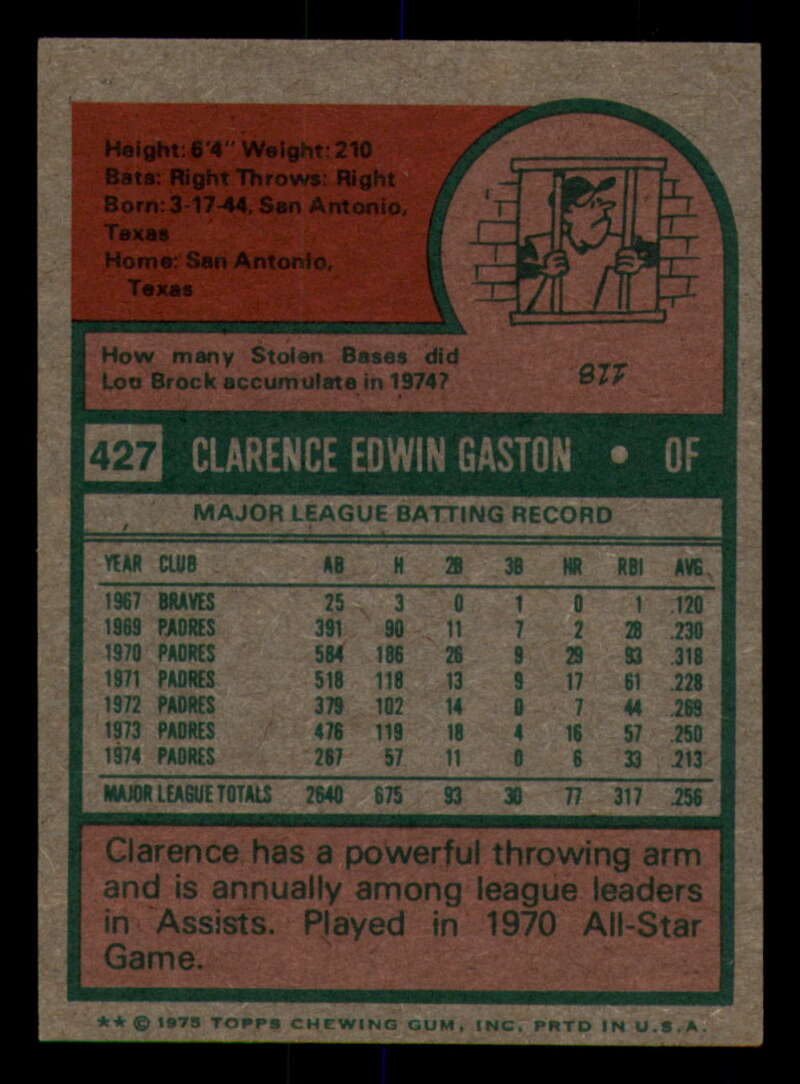 Height: 6'4" Weight: 210
Bats: Right Throws: Right
Born: 3-17-44, San Antonio,
Texas
Home: San Antonio,
Texas
How many Stolen Bases did
Lou Brock accumulate in 1974?
118
427 CLARENCE EDWIN GASTON • OF
MAJOR LEAGUE BATTING RECORD
YEAR CLUB AB H 2B 3B HR RBI AVG
1967 BRAVES 25 3 0 1 0 1 .120
1969 PADRES 391 90 11 7 2 28 .230
1970 PADRES 584 186 26 9 29 93 .318
1971 PADRES 518 118 13 9 17 61 .228
1972 PADRES 379 102 14 0 7 44 .269
1973 PADRES 476 119 18 4 16 57 .250
1974 PADRES 267 57 11 0 6 33 .213
MAJOR LEAGUE TOTALS 2640 675 93 30 77 317 .256
Clarence has a powerful throwing arm
and is annually among league leaders
in Assists. Played in 1970 All-Star
Game.
** © 1975 TOPPS CHEWING GUM, INC. PRTD IN U.S.A.